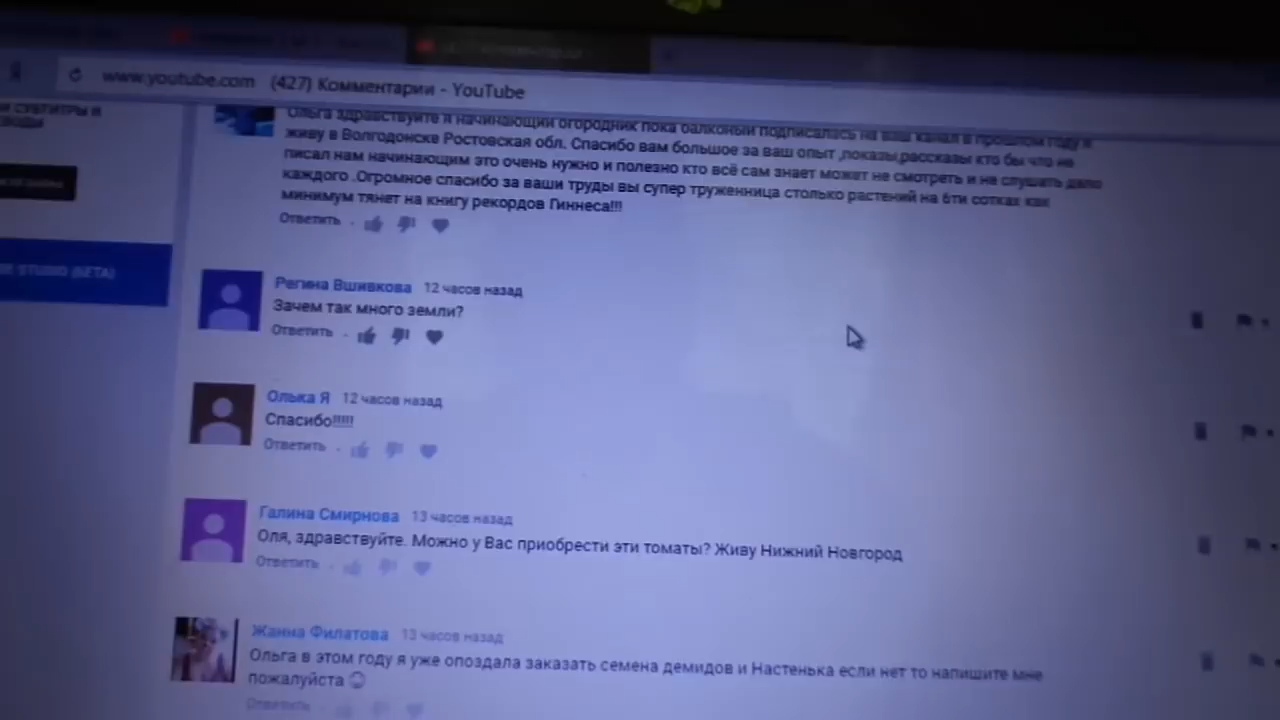 www.youtube.com (427) Комментарии - YouTube
Ольга здравствуйте я начинающий огородник пока балконый подписалась на ваш канал в прошлом году я
живу в Волгодонске Ростовская обл. Спасибо вам большое за ваш опыт ,показы,рассказы кто бы что не
писал нам начинающим это очень нужно и полезно кто всё сам знает может не смотреть и не слушать дело
каждого .Огромное спасибо за ваши труды вы супер труженница столько растений на 6ти сотках как
минимум тянет на книгу рекордов Гиннеса!!!
Ответить
STUDIO (БЕТА)
Регина Вшивкова 12 часов назад
Зачем так много земли?
Ответить
Олька Я 12 часов назад
Спасибо!!!!!
Ответить
Галина Смирнова 13 часов назад
Оля, здравствуйте. Можно у Вас приобрести эти томаты? Живу Нижний Новгород
Ответить
Жанна Филатова 13 часов назад
Ольга в этом году я уже опоздала заказать семена демидов и Настенька если нет то напишите мне
пожалуйста
Ответить